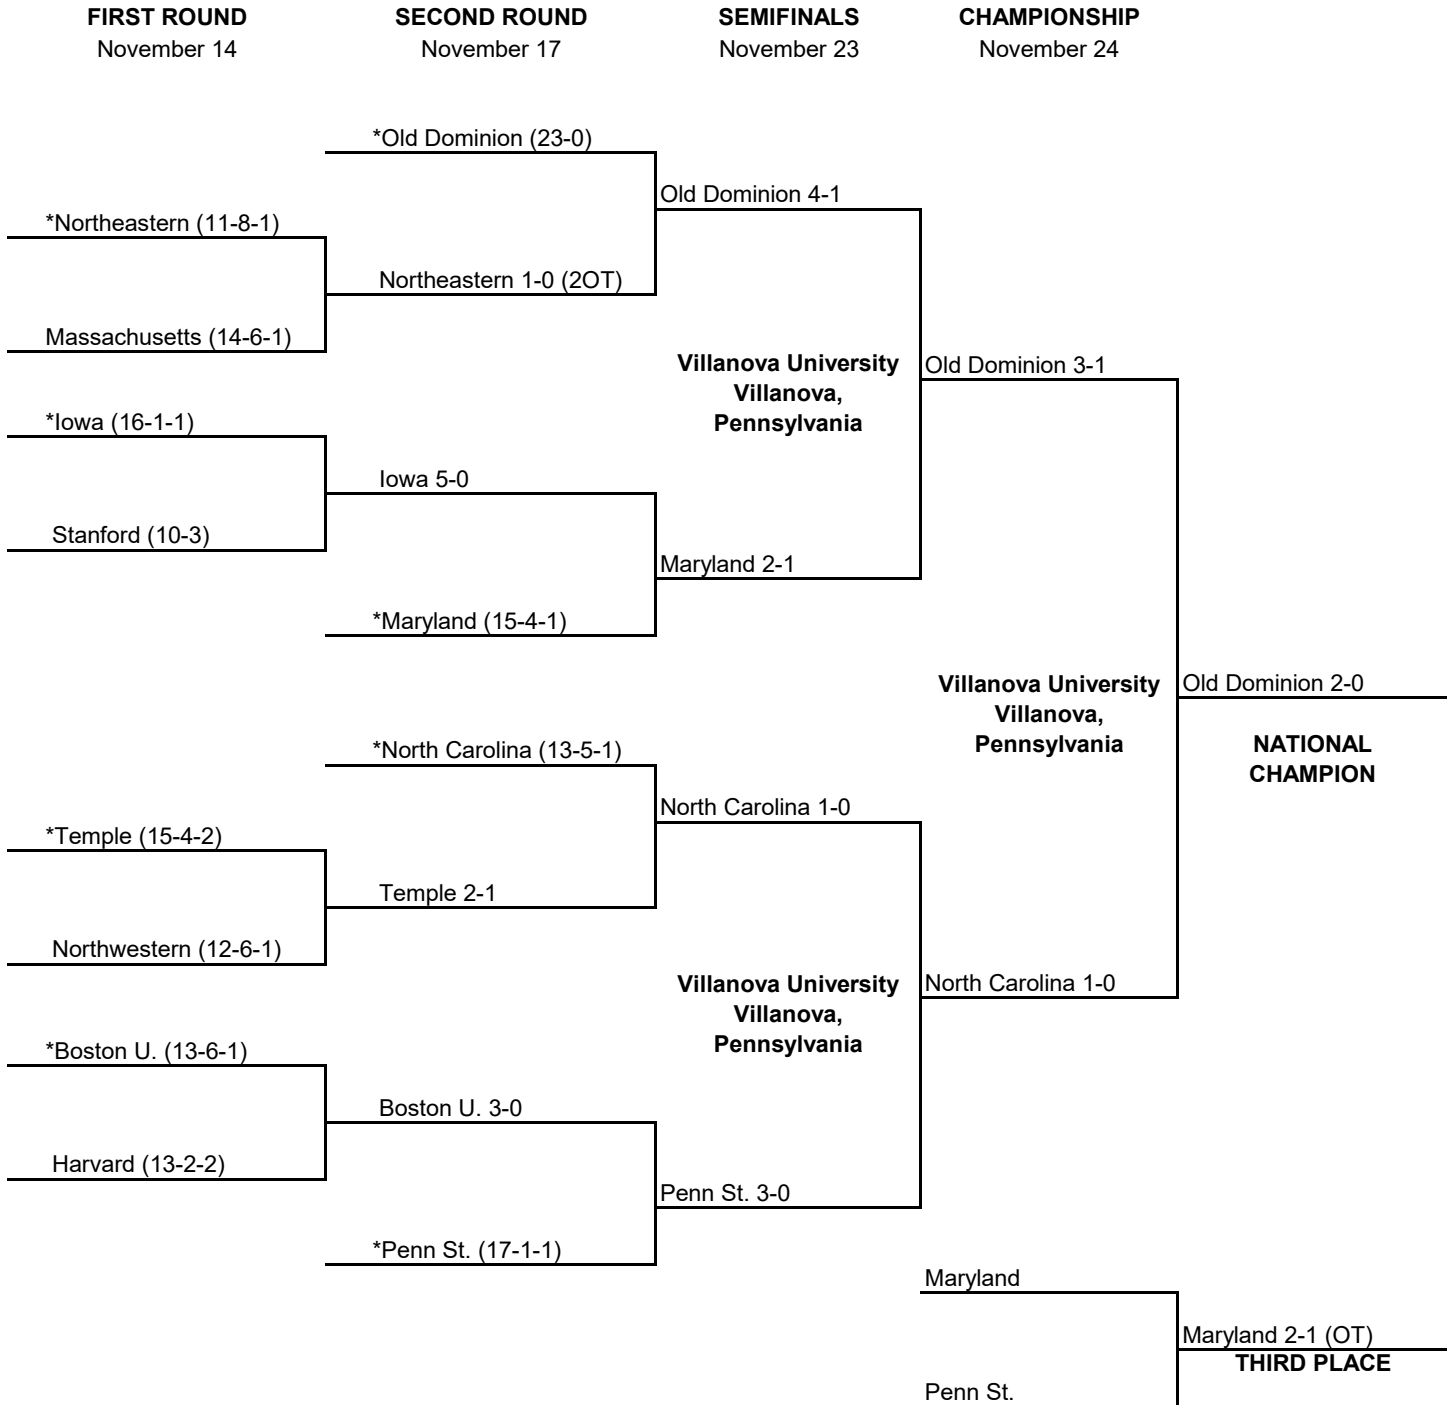 FIRST ROUND
November 14
SECOND ROUND
November 17
SEMIFINALS
November 23
CHAMPIONSHIP
November 24
*Old Dominion (23-0)
Old Dominion 4-1
*Northeastern (11-8-1)
Northeastern 1-0 (2OT)
Massachusetts (14-6-1)
Villanova University
Villanova,
Pennsylvania
Old Dominion 3-1
*Iowa (16-1-1)
Iowa 5-0
Stanford (10-3)
Maryland 2-1
*Maryland (15-4-1)
Villanova University
Villanova,
Pennsylvania
Old Dominion 2-0
NATIONAL
CHAMPION
*North Carolina (13-5-1)
North Carolina 1-0
*Temple (15-4-2)
Temple 2-1
Northwestern (12-6-1)
Villanova University
Villanova,
Pennsylvania
North Carolina 1-0
*Boston U. (13-6-1)
Boston U. 3-0
Harvard (13-2-2)
Penn St. 3-0
*Penn St. (17-1-1)
Maryland
Maryland 2-1 (OT)
THIRD PLACE
Penn St.